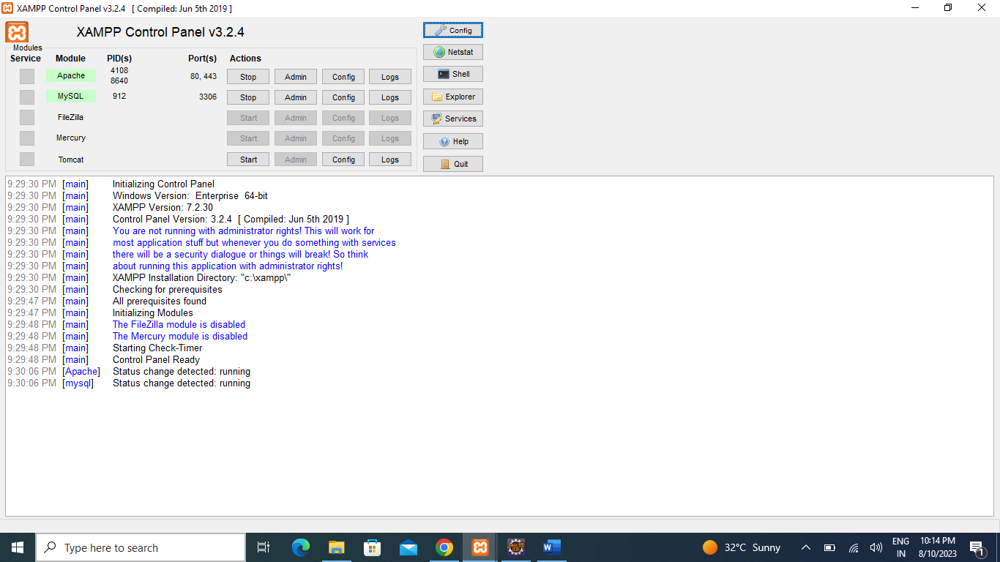 XAMPP Control Panel v3.2.4 [ Compiled: Jun 5th 2019 ]
XAMPP Control Panel v3.2.4
Config
Netstat
Shell
Explorer
Services
Help
Quit
Modules
Service Module PID(s) Port(s) Actions
Apache 4108 8640 80, 443 Stop Admin Config Logs
MySQL 912 3306 Stop Admin Config Logs
FileZilla Start Admin Config Logs
Mercury Start Admin Config Logs
Tomcat Start Admin Config Logs
9:29:30 PM [main] Initializing Control Panel
9:29:30 PM [main] Windows Version: Enterprise 64-bit
9:29:30 PM [main] XAMPP Version: 7.2.30
9:29:30 PM [main] Control Panel Version: 3.2.4 [ Compiled: Jun 5th 2019 ]
9:29:30 PM [main] You are not running with administrator rights! This will work for
9:29:30 PM [main] most application stuff but whenever you do something with services
9:29:30 PM [main] there will be a security dialogue or things will break! So think
9:29:30 PM [main] about running this application with administrator rights!
9:29:30 PM [main] XAMPP Installation Directory: "c:\xampp\"
9:29:30 PM [main] Checking for prerequisites
9:29:47 PM [main] All prerequisites found
9:29:47 PM [main] Initializing Modules
9:29:48 PM [main] The FileZilla module is disabled
9:29:48 PM [main] The Mercury module is disabled
9:29:48 PM [main] Starting Check-Timer
9:29:48 PM [main] Control Panel Ready
9:30:06 PM [Apache] Status change detected: running
9:30:06 PM [mysql] Status change detected: running
Type here to search
Java EE
IDE
W
32°C Sunny
ENG
IN
10:14 PM
8/10/2023
1